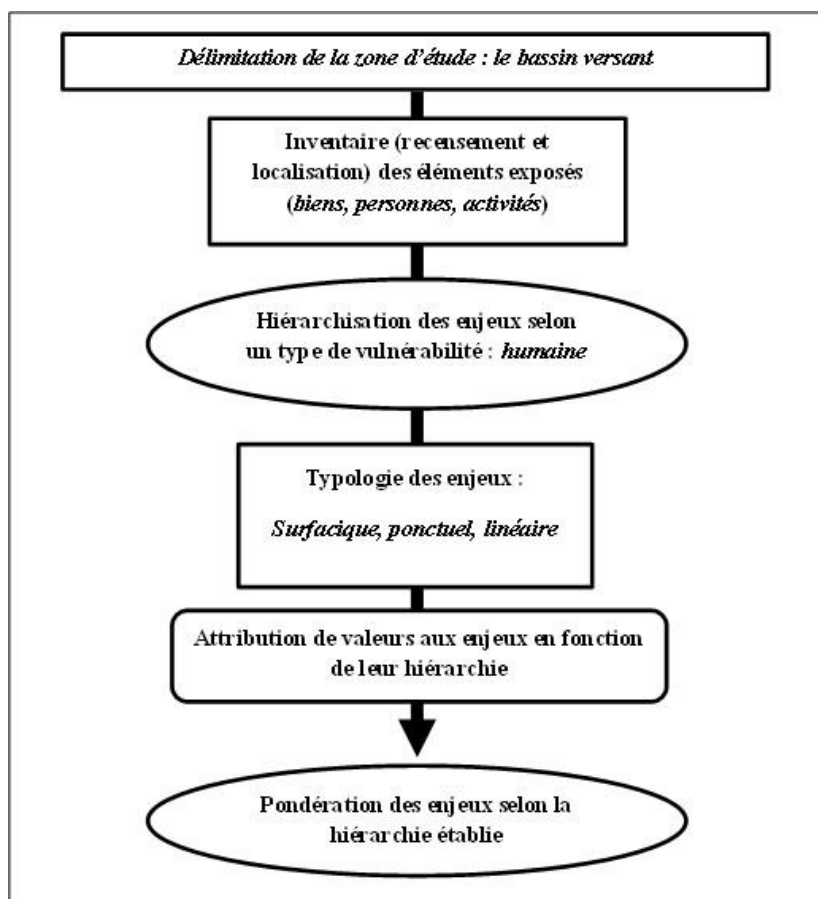 Délimitation de la zone d'étude : le bassin versant
Inventaire (recensement et
localisation) des éléments exposés
(biens, personnes, activités)
Hiérarchisation des enjeux selon
un type de vulnérabilité : humaine
Typologie des enjeux :
Surfacique, ponctuel, linéaire
Attribution de valeurs aux enjeux en fonction
de leur hiérarchie
Pondération des enjeux selon la
hiérarchie établie